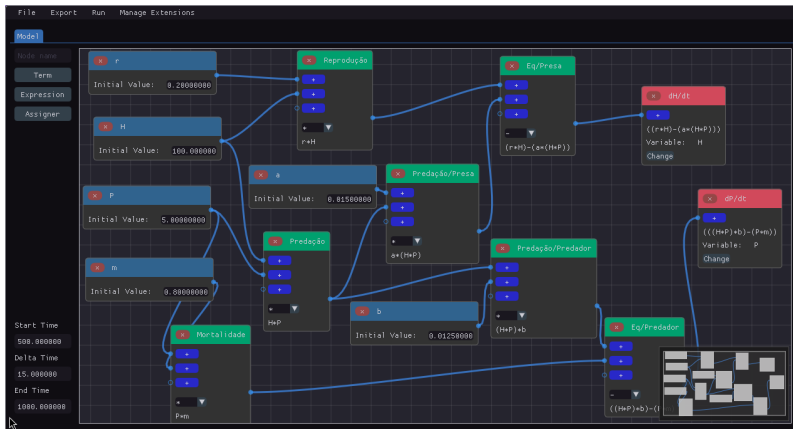 File Export Run Manage Extensions
Model
Node name
Term
Expression
Assigner
r
Initial Value: 0.20000000
H
Initial Value: 100.000000
P
Initial Value: 5.00000000
m
Initial Value: 0.80000000
a
Initial Value: 0.01500000
b
Initial Value: 0.01250000
Reprodução
+
+
+
*
r*H
Predação
+
+
+
*
H*P
Mortalidade
+
+
+
*
P*m
Predação/Presa
+
+
+
*
a*(H*P)
Eq/Presa
+
+
+
-
(r*H)-(a*(H*P))
Predação/Predador
+
+
+
*
(H*P)*b
Eq/Predador
+
+
+
-
((H*P)*b)-(
dH/dt
+
((r*H)-(a*(H*P)))
Variable: H
Change
dP/dt
+
(((H*P)*b)-(P*m))
Variable: P
Change
Start Time
500.000000
Delta Time
15.000000
End Time
1000.000000